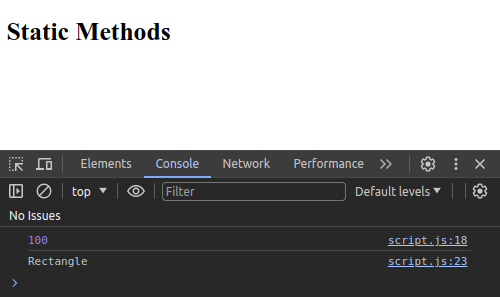 Static Methods
Elements Console Network Performance
top Filter Default levels
No Issues
100 script.js:18
Rectangle script.js:23